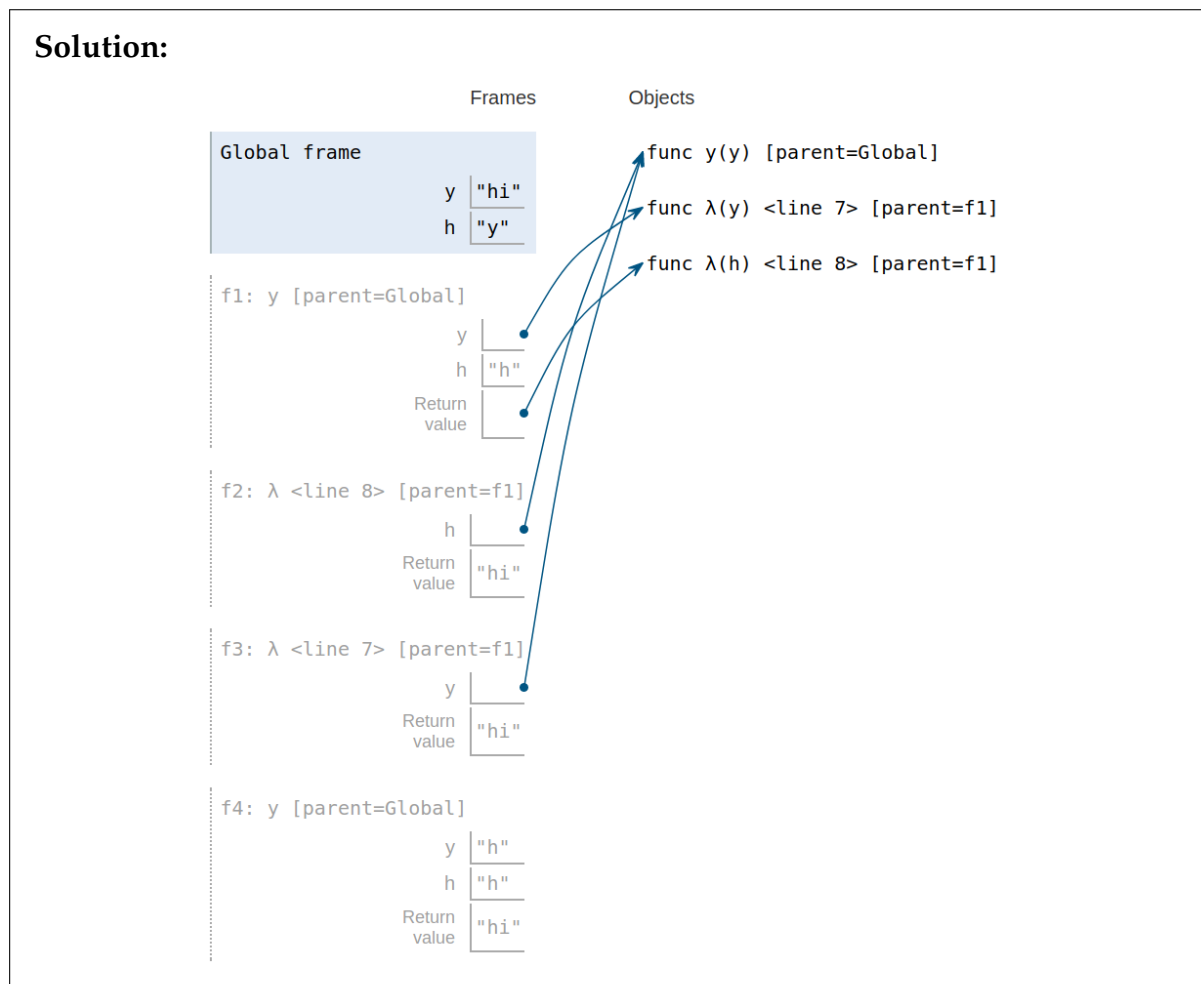 Solution:
Frames Objects
Global frame
func y(y) [parent=Global]
y "hi"
func λ(y) <line 7> [parent=f1]
h "y"
func λ(h) <line 8> [parent=f1]
f1: y [parent=Global]
y
h "h"
Return
value
f2: λ <line 8> [parent=f1]
h
Return
value "hi"
f3: λ <line 7> [parent=f1]
y
Return
value "hi"
f4: y [parent=Global]
y "h"
h "h"
Return
value "hi"